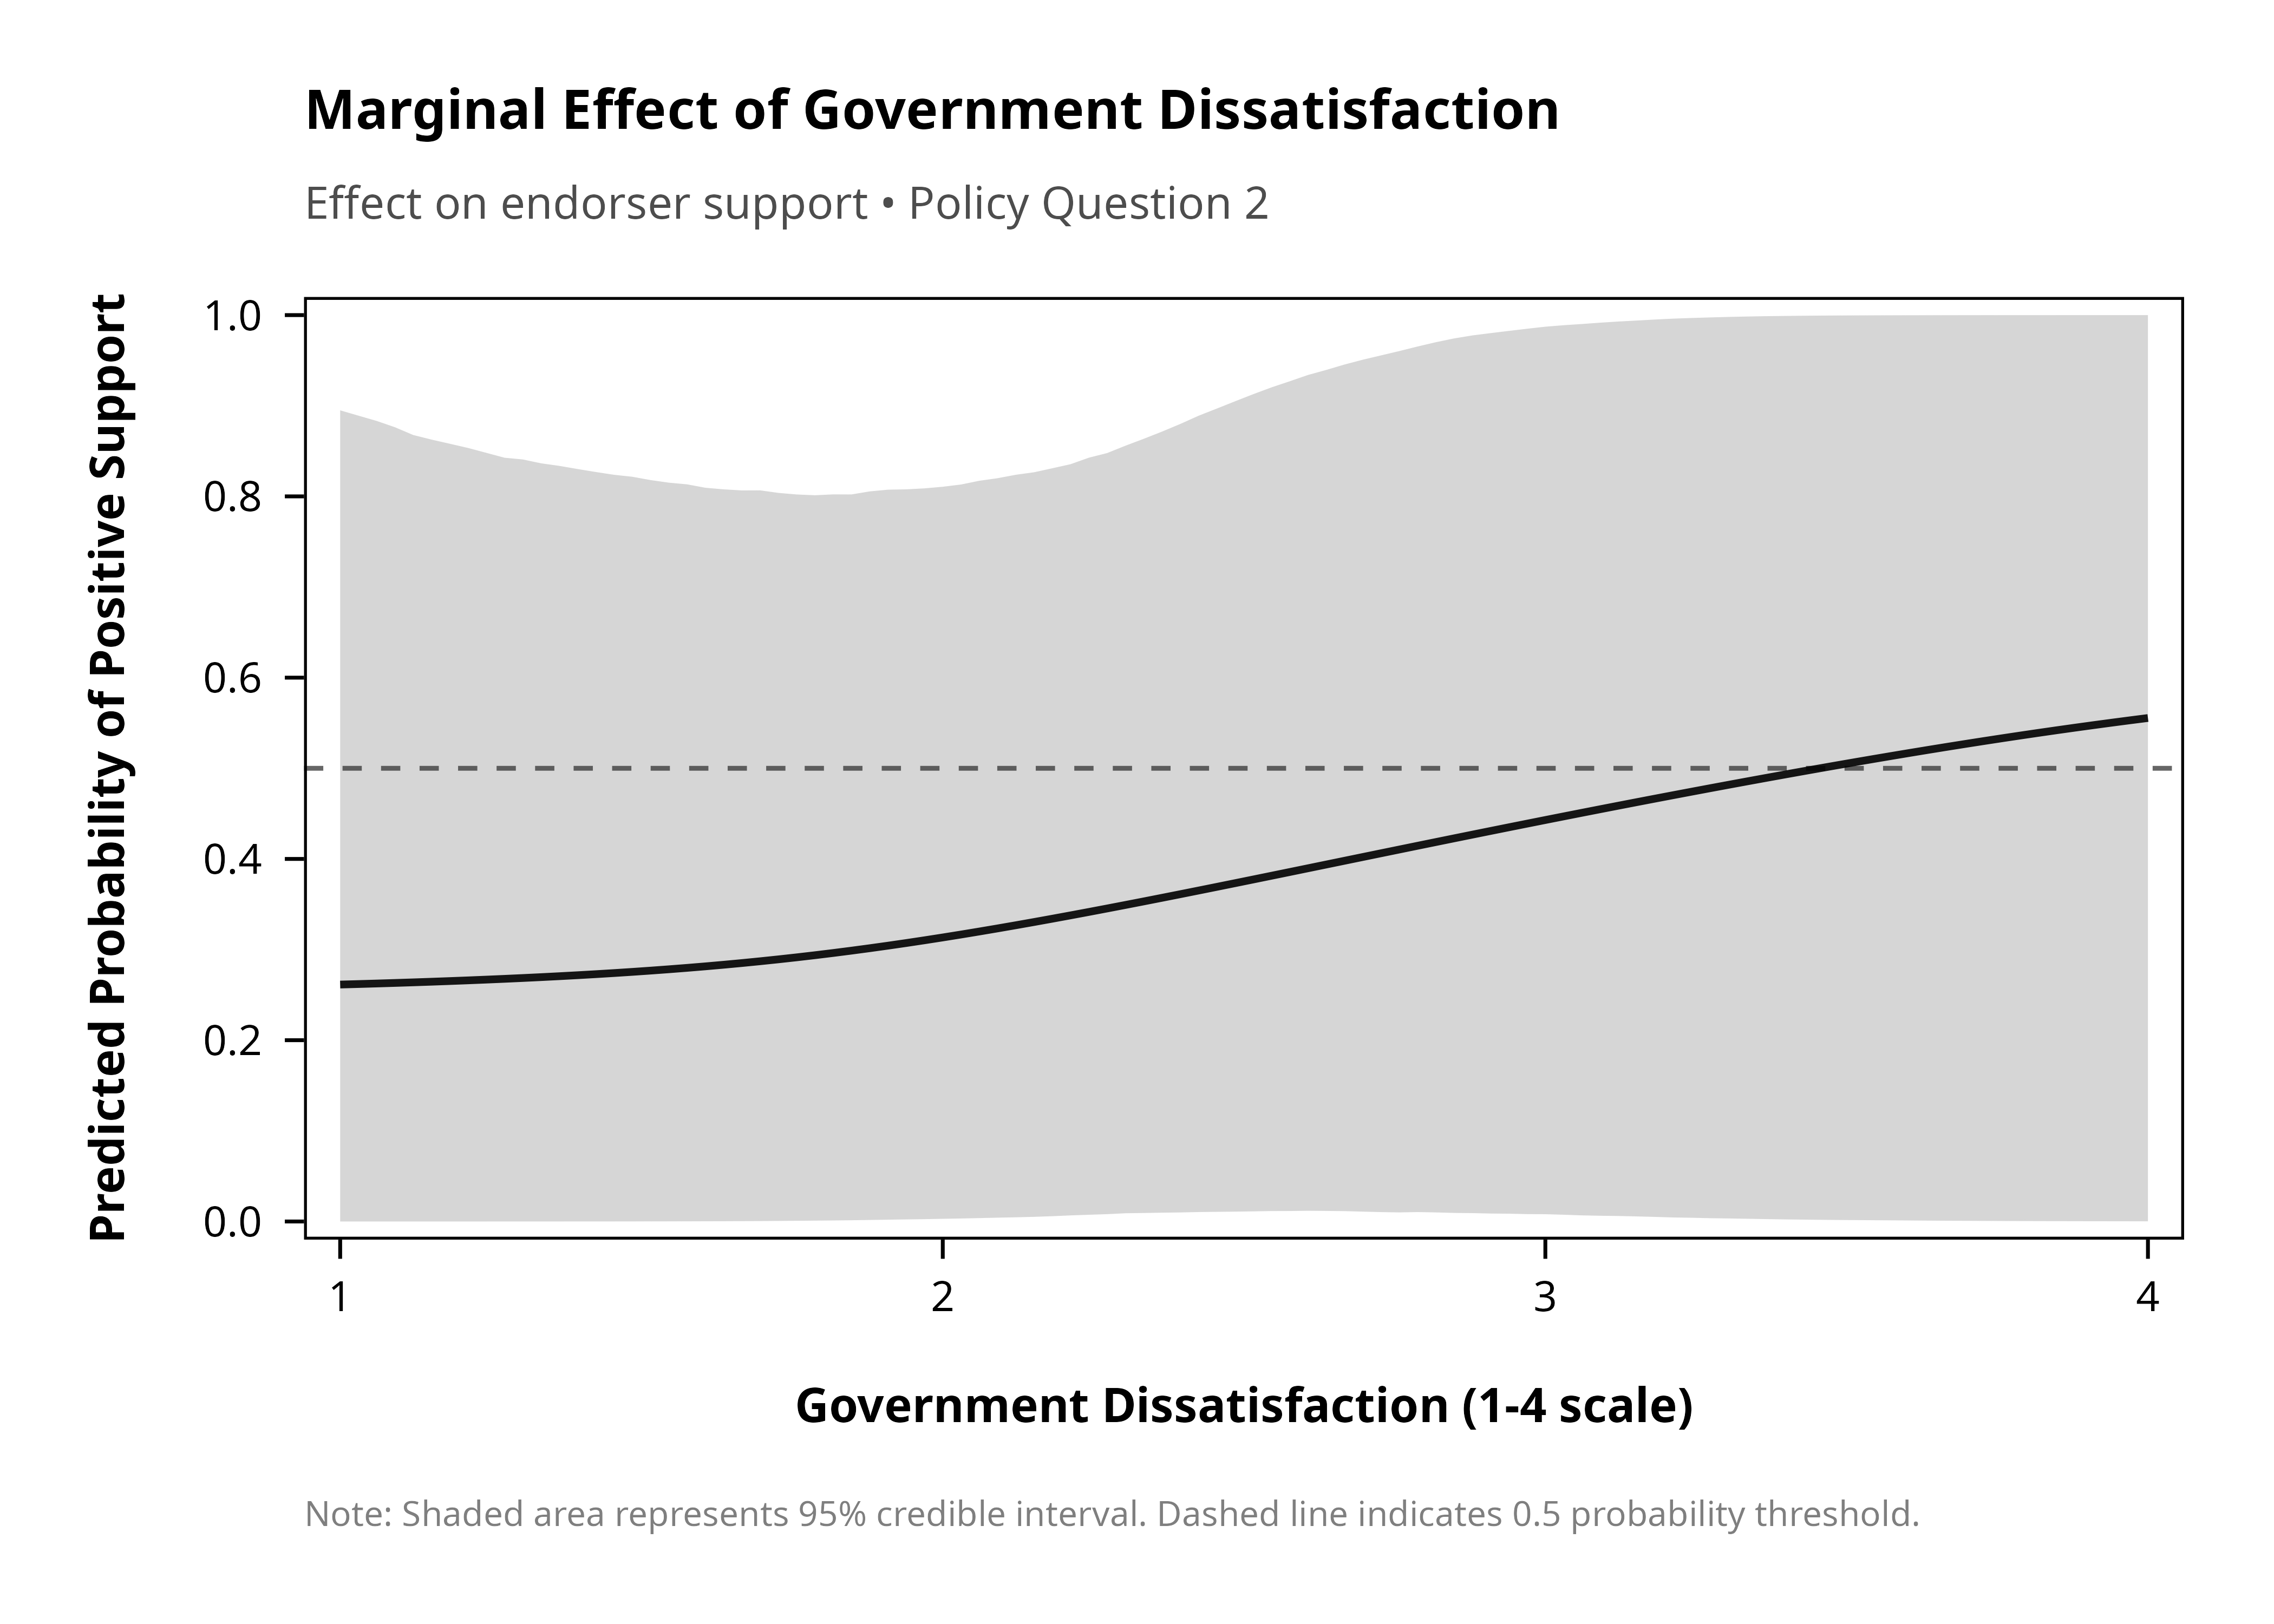 Marginal Effect of Government Dissatisfaction
Effect on endorser support • Policy Question 2
Predicted Probability of Positive Support
1.0
0.8
0.6
0.4
0.2
0.0
1
2
3
4
Government Dissatisfaction (1-4 scale)
Note: Shaded area represents 95% credible interval. Dashed line indicates 0.5 probability threshold.